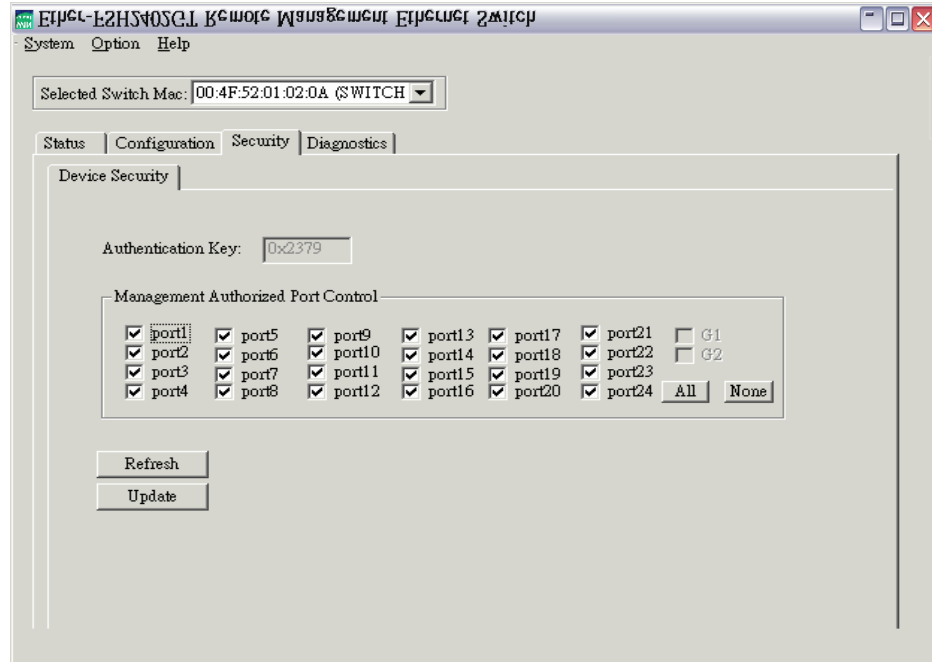 Ether-FSH2402GT Remote Management Ethernet Switch
System Option Help
Selected Switch Mac: 00:4F:52:01:02:0A (SWITCH
Status Configuration Security Diagnostics
Device Security
Authentication Key: 0x2379
Management Authorized Port Control
port1 port5 port9 port13 port17 port21 G1
port2 port6 port10 port14 port18 port22 G2
port3 port7 port11 port15 port19 port23
port4 port8 port12 port16 port20 port24 All None
Refresh
Update